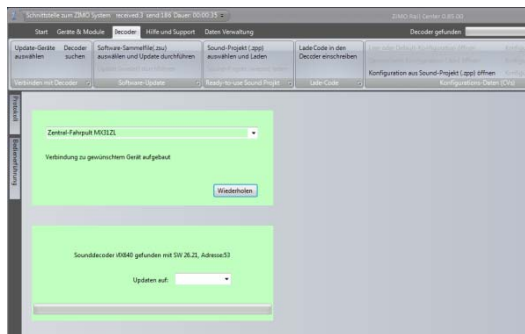 Schnittstelle zum ZIMO System received:3 send:186 Dauer: 00:00:35
ZIMO Rail Center
Start Geräte & Module Decoder Hilfe und Support Daten Verwaltung
Decoder gefunden
Update-Geräte auswählen
Decoder suchen
Software-Sammelfile(.zsu) auswählen und Update durchführen
Sound-Projekt (.zpp) auswählen und Laden
Lade Code in den Decoder einschreiben
Konfiguration aus Sound-Projekt (.zpp) öffnen
Verbinden mit Decoder
Software-Update
Ready-to-use Sound Projekt
Lade-Code
Konfigurations-Daten (CVs)
Protokoll
Bedienerführung
Zentral-Fahrpult MX31ZL
Verbindung zu gewünschtem Gerät aufgebaut
Wiederholen
Sounddecoder MX640 gefunden mit SW 26.21, Adresse:53
Updaten auf: